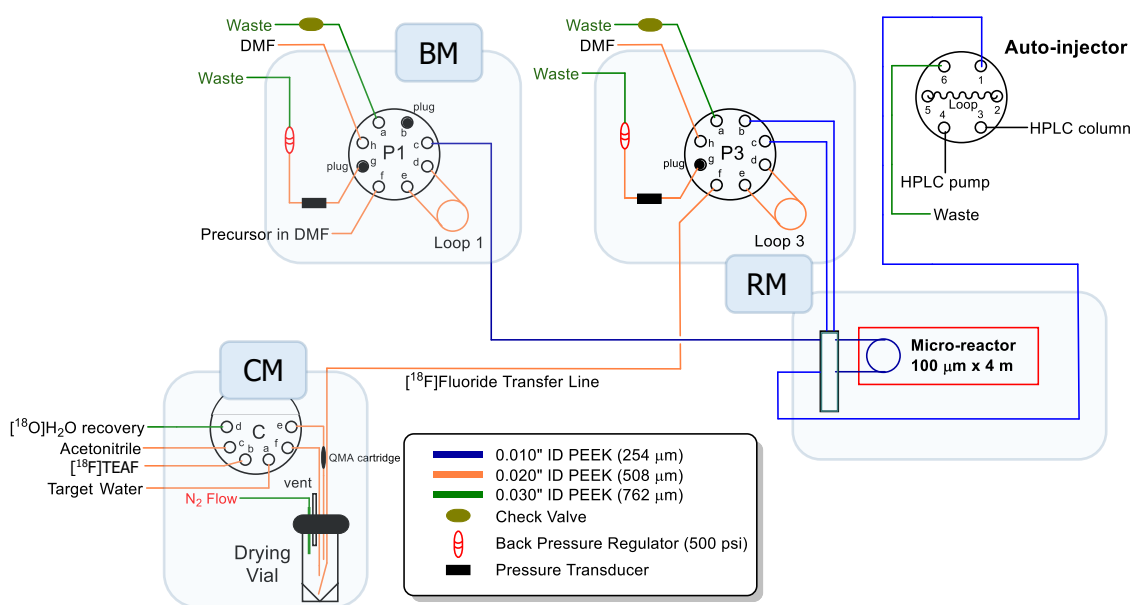 Waste
DMF
Waste
BM
plug
a
b
h
P1
c
plug
g
d
f
e
Precursor in DMF
Loop 1
Waste
DMF
Waste
a
b
h
P3
c
plug
g
d
f
e
Loop 3
RM
Auto-injector
6
1
5
Loop
2
4
3
HPLC column
HPLC pump
Waste
Micro-reactor
100 μm x 4 m
[18F]Fluoride Transfer Line
CM
[18O]H2O recovery
Acetonitrile
[18F]TEAF
Target Water
d
e
c
C
f
b
a
QMA cartridge
vent
N2 Flow
Drying
Vial
0.010" ID PEEK (254 μm)
0.020" ID PEEK (508 μm)
0.030" ID PEEK (762 μm)
Check Valve
Back Pressure Regulator (500 psi)
Pressure Transducer